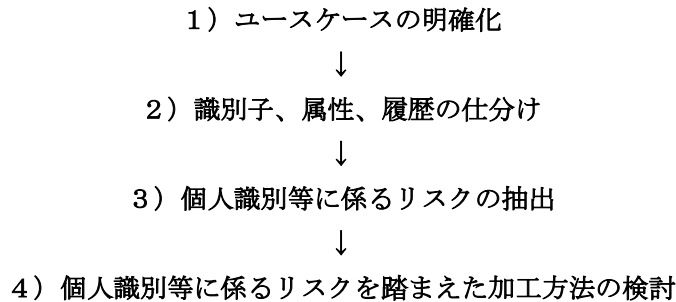 １）ユースケースの明確化
↓
２）識別子、属性、履歴の仕分け
↓
３）個人識別等に係るリスクの抽出
↓
４）個人識別等に係るリスクを踏まえた加工方法の検討